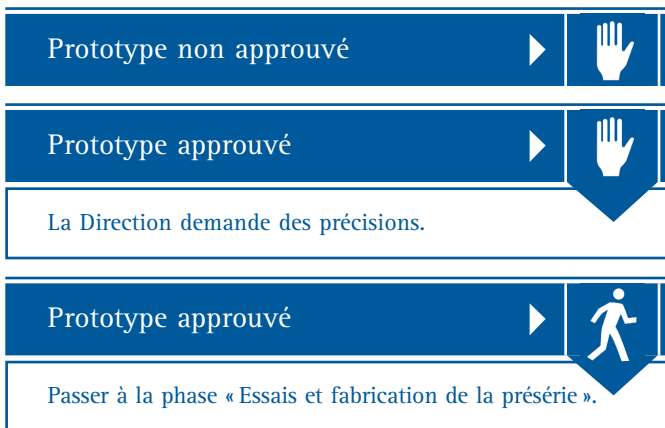 Prototype non approuvé
Prototype approuvé
La Direction demande des précisions.
Prototype approuvé
Passer à la phase « Essais et fabrication de la présérie ».